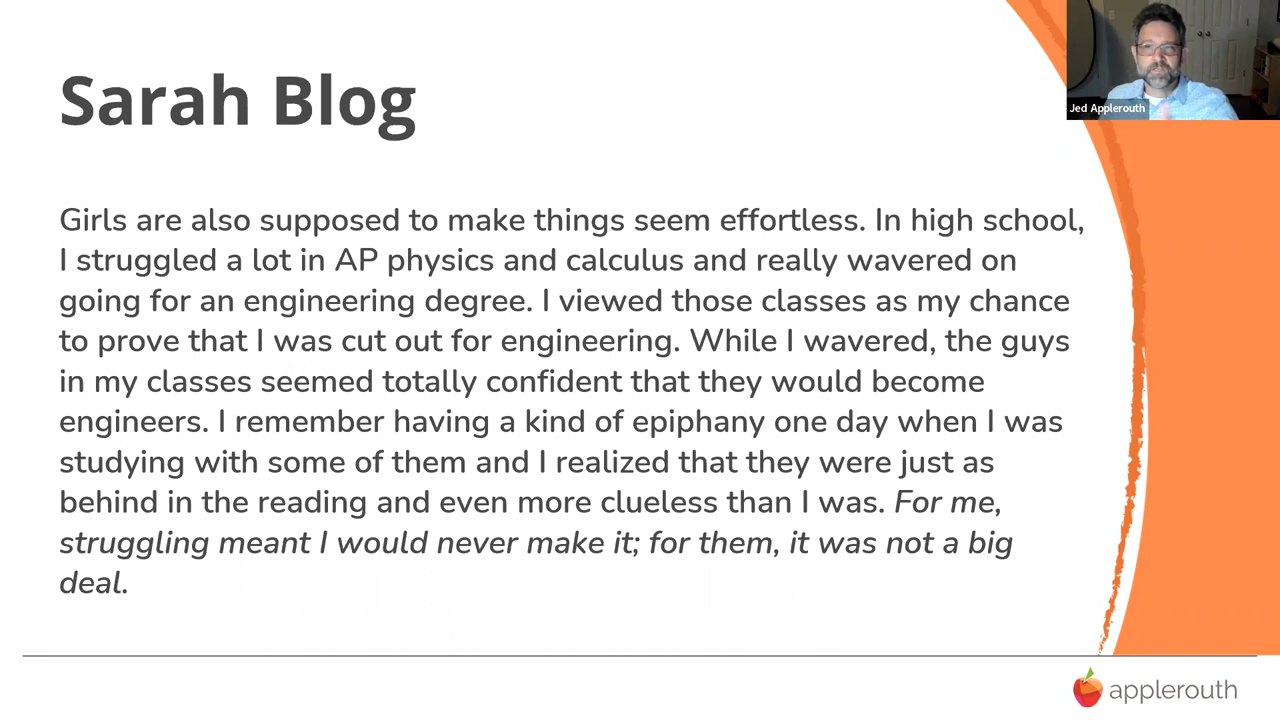 Sarah Blog
Jed Applerouth
Girls are also supposed to make things seem effortless. In high school,
I struggled a lot in AP physics and calculus and really wavered on
going for an engineering degree. I viewed those classes as my chance
to prove that I was cut out for engineering. While I wavered, the guys
in my classes seemed totally confident that they would become
engineers. I remember having a kind of epiphany one day when I was
studying with some of them and I realized that they were just as
behind in the reading and even more clueless than I was. For me,
struggling meant I would never make it; for them, it was not a big
deal.
applerouth